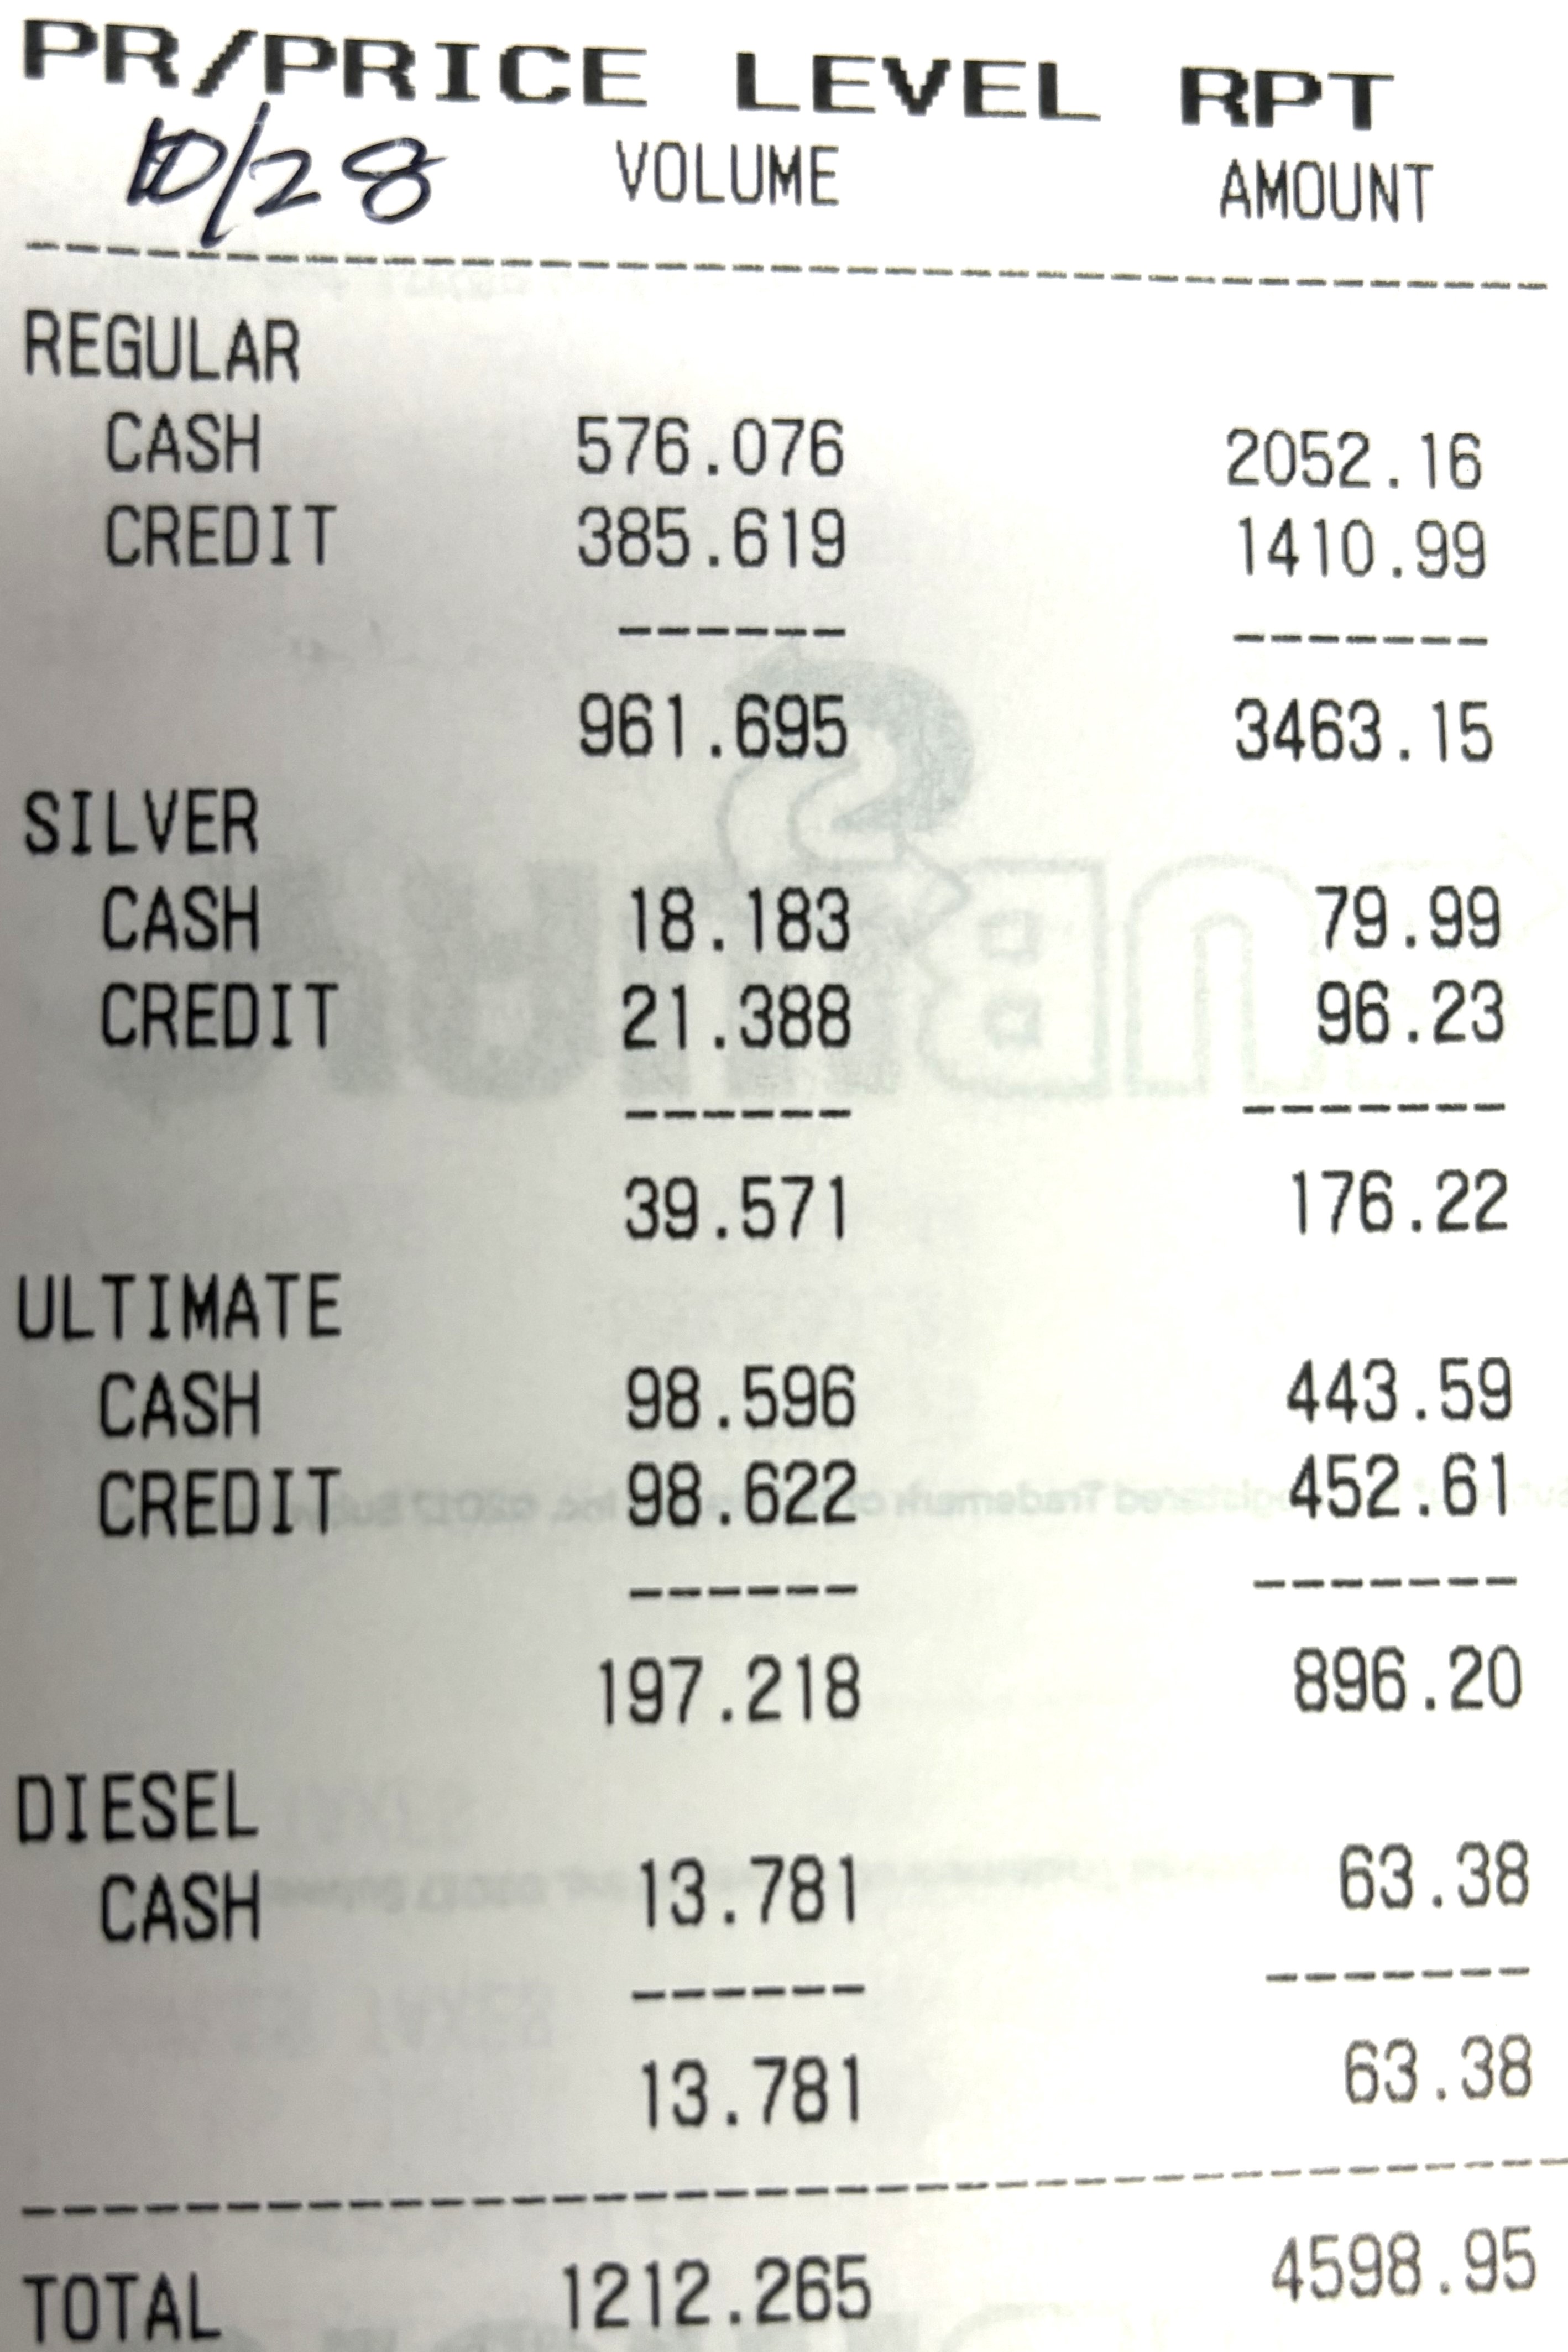 PR/PRICE LEVEL RPT
10/28 VOLUME AMOUNT
REGULAR
CASH 576.076 2052.16
CREDIT 385.619 1410.99
961.695 3463.15
SILVER
CASH 18.183 79.99
CREDIT 21.388 96.23
39.571 176.22
ULTIMATE
CASH 98.596 443.59
CREDIT 98.622 452.61
197.218 896.20
DIESEL
CASH 13.781 63.38
13.781 63.38
TOTAL 1212.265 4598.95